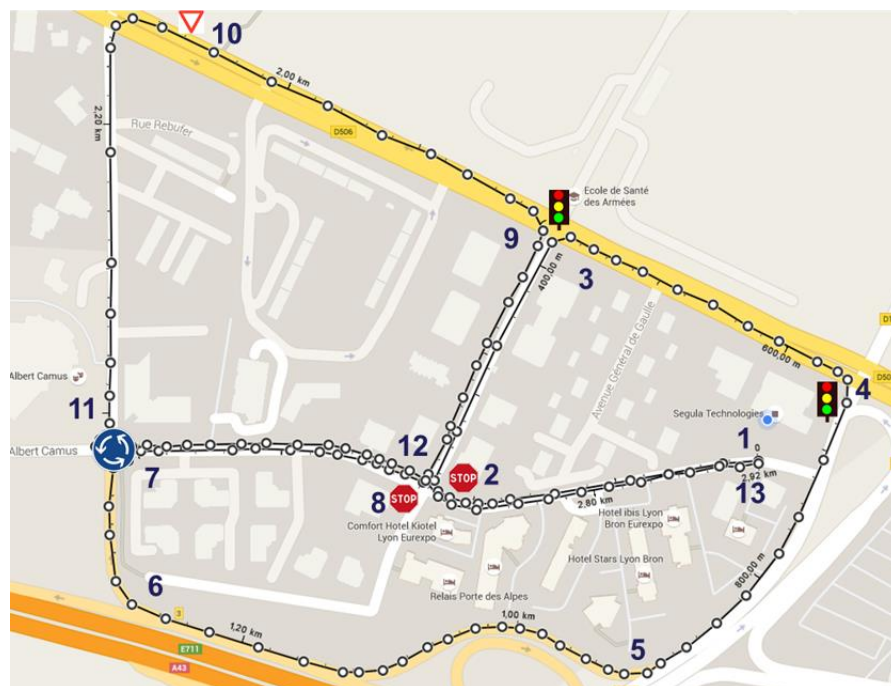 10
2,00 km
2,20 km
Rue Rebufer
D506
Ecole de Santé
des Armées
9
3
400,00 m
D1
Avenue Général de Gaulle
600,00 m
D50
4
Albert Camus
11
Segula Technologies
1
12
0
Albert Camus
7
2
STOP
13
2,92 km
8
STOP
2,80 km
Hotel ibis Lyon
Bron Eurexpo
Comfort Hotel Kiotel
Lyon Eurexpo
Hotel Stars Lyon Bron
800,00 m
6
Relais Porte des Alpes
3
1,00 km
1,20 km
5
E711
A43